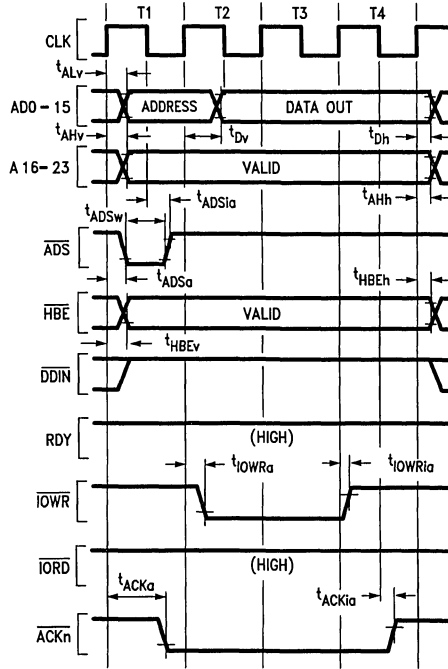 T1 T2 T3 T4
CLK
tALv
AD0-15 ADDRESS DATA OUT
tAHv tDv tDh
A16-23 VALID
tADSw tADSia tAHh
ADS
tADSa tHBEh
HBE VALID
tHBEv
DDIN
RDY (HIGH)
tIOWRa tIOWRia
IOWR
IORD (HIGH)
tACKa tACKia
ACKn